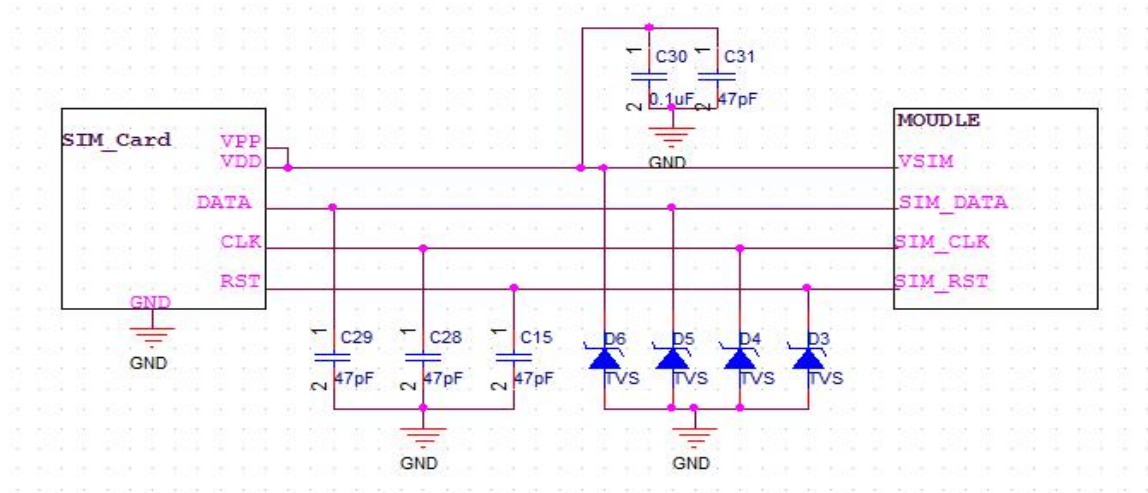 1
C30
1
C31
2
0.1uF
2
47pF
GND
SIM_Card
VPP
VDD
DATA
CLK
RST
GND
GND
MOUDLE
VSIM
SIM_DATA
SIM_CLK
SIM_RST
1
C29
2
47pF
1
C28
2
47pF
1
C15
2
47pF
GND
D6
TVS
D5
TVS
D4
TVS
D3
TVS
GND